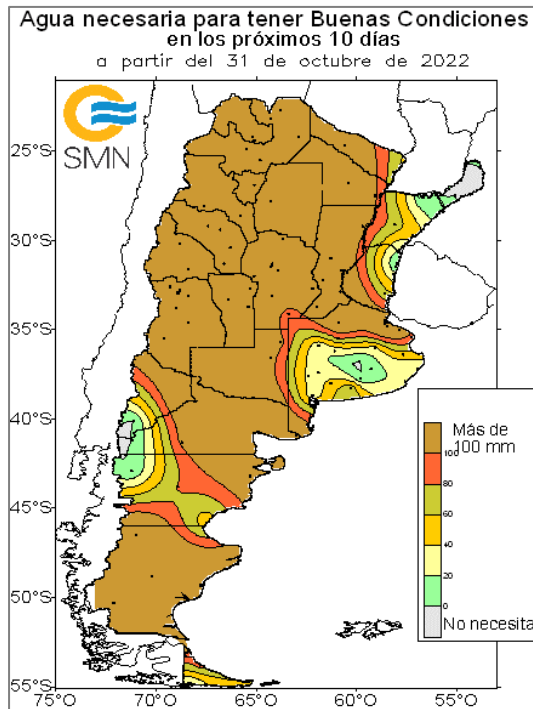 Agua necesaria para tener Buenas Condiciones
en los próximos 10 días
a partir del 31 de octubre de 2022
SMN
25°S
30°S
35°S
40°S
45°S
50°S
55°S
75°O 70°O 65°O 60°O 55°O
Más de
100 mm
100
80
60
40
20
0
No necesita